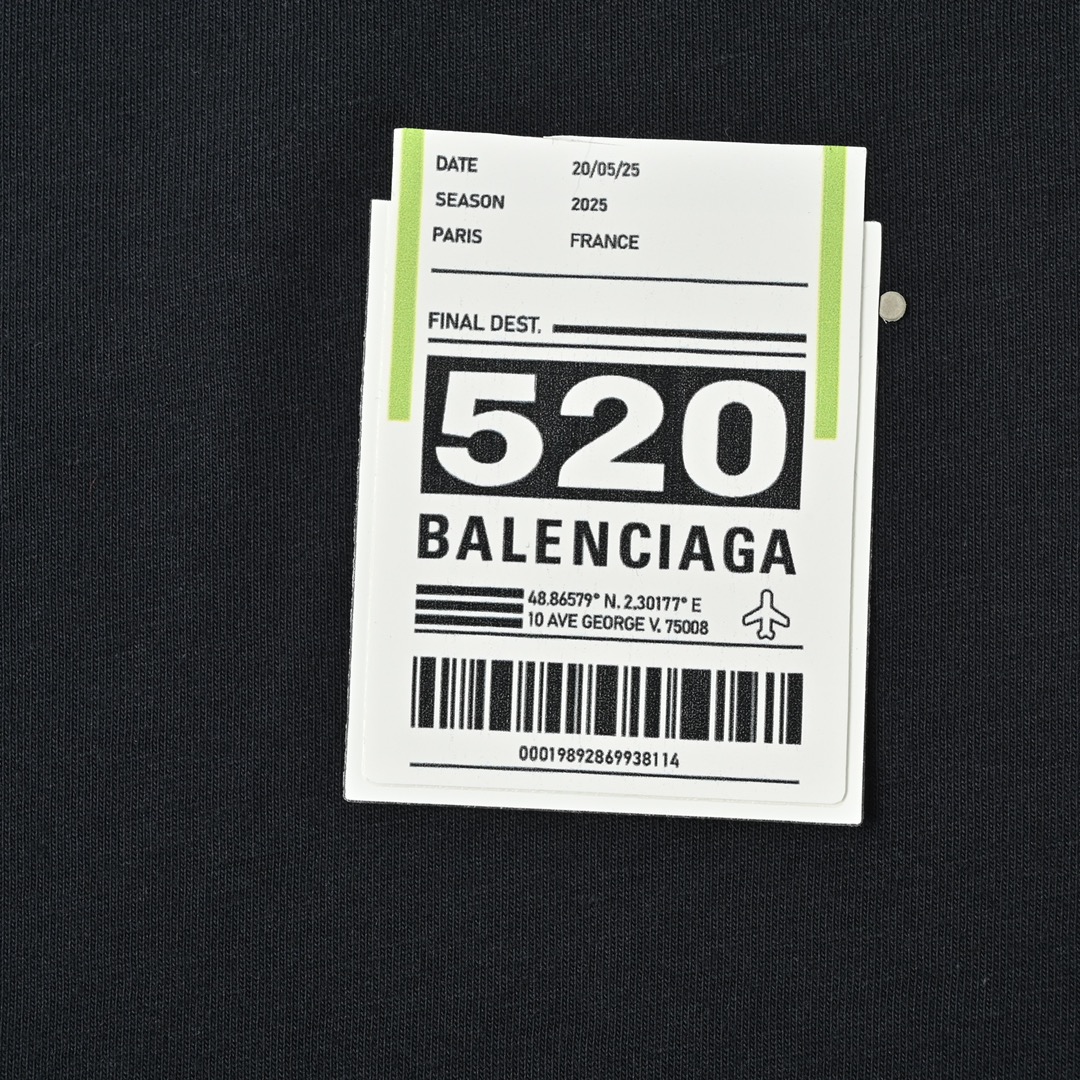 DATE 20/05/25
SEASON 2025
PARIS FRANCE
FINAL DEST.
520
BALENCIAGA
48.86579° N. 2.30177° E
10 AVE GEORGE V. 75008
00019892869938114